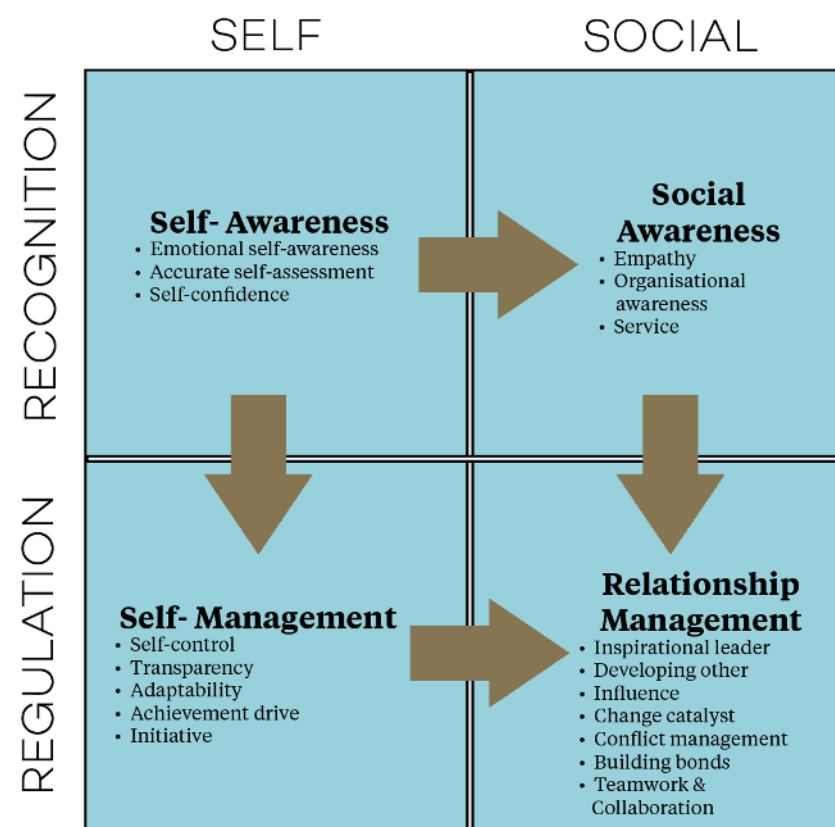 SELF
SOCIAL
RECOGNITION
Self- Awareness
• Emotional self-awareness
• Accurate self-assessment
• Self-confidence
Social
Awareness
• Empathy
• Organisational
awareness
• Service
REGULATION
Self- Management
• Self-control
• Transparency
• Adaptability
• Achievement drive
• Initiative
Relationship
Management
• Inspirational leader
• Developing other
• Influence
• Change catalyst
• Conflict management
• Building bonds
• Teamwork &
Collaboration